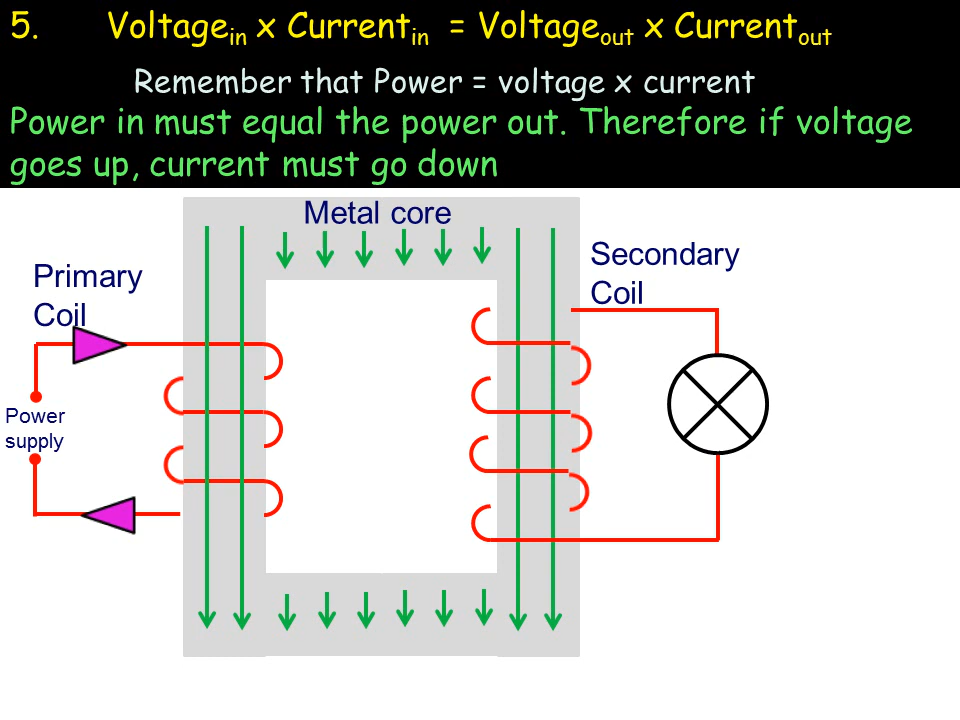 5. Voltagein x Currentin = Voltageout x Currentout
Remember that Power = voltage x current
Power in must equal the power out. Therefore if voltage
goes up, current must go down
Metal core
Primary
Coil
Secondary
Coil
Power
supply